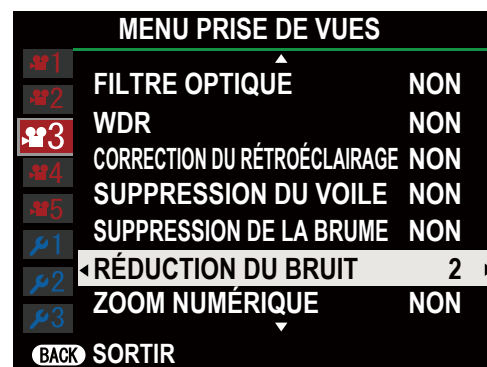 MENU PRISE DE VUES
1
2
3
4
5
1
2
3
FILTRE OPTIQUE NON
WDR NON
CORRECTION DU RÉTROÉCLAIRAGE NON
SUPPRESSION DU VOILE NON
SUPPRESSION DE LA BRUME NON
RÉDUCTION DU BRUIT 2
ZOOM NUMÉRIQUE NON
BACK SORTIR